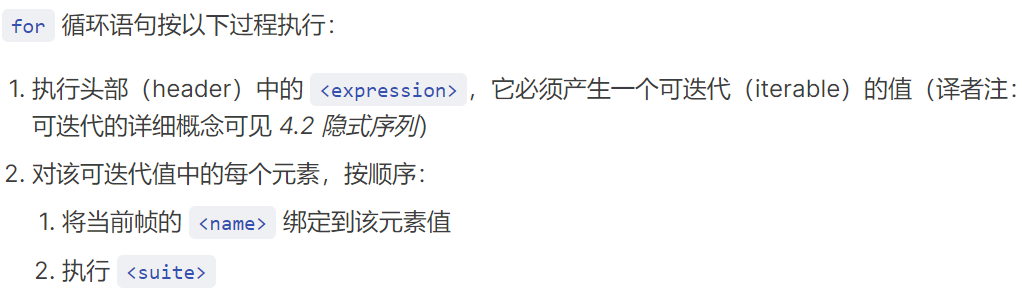 for 循环语句按以下过程执行：
1. 执行头部（header）中的 <expression>，它必须产生一个可迭代（iterable）的值（译者注：
可迭代的详细概念可见 4.2 隐式序列）
2. 对该可迭代值中的每个元素，按顺序：
1. 将当前帧的 <name> 绑定到该元素值
2. 执行 <suite>